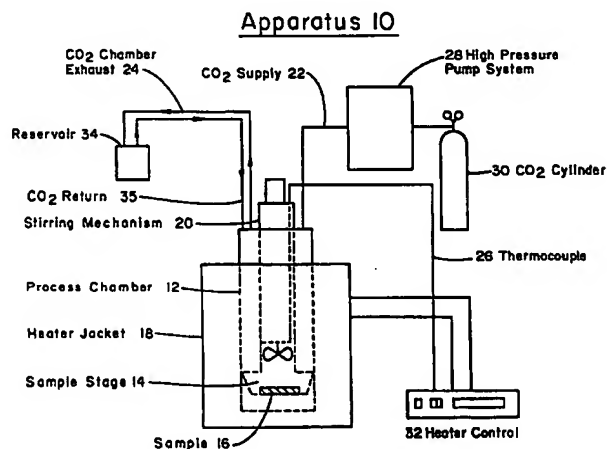 Apparatus 10
CO2 Chamber
Exhaust 24
CO2 Supply 22
28 High Pressure
Pump System
Reservoir 34
30 CO2 Cylinder
CO2 Return
35
Stirring Mechanism
20
26 Thermocouple
Process Chamber 12
Heater Jacket 18
Sample Stage 14
Sample 16
32 Heater Control